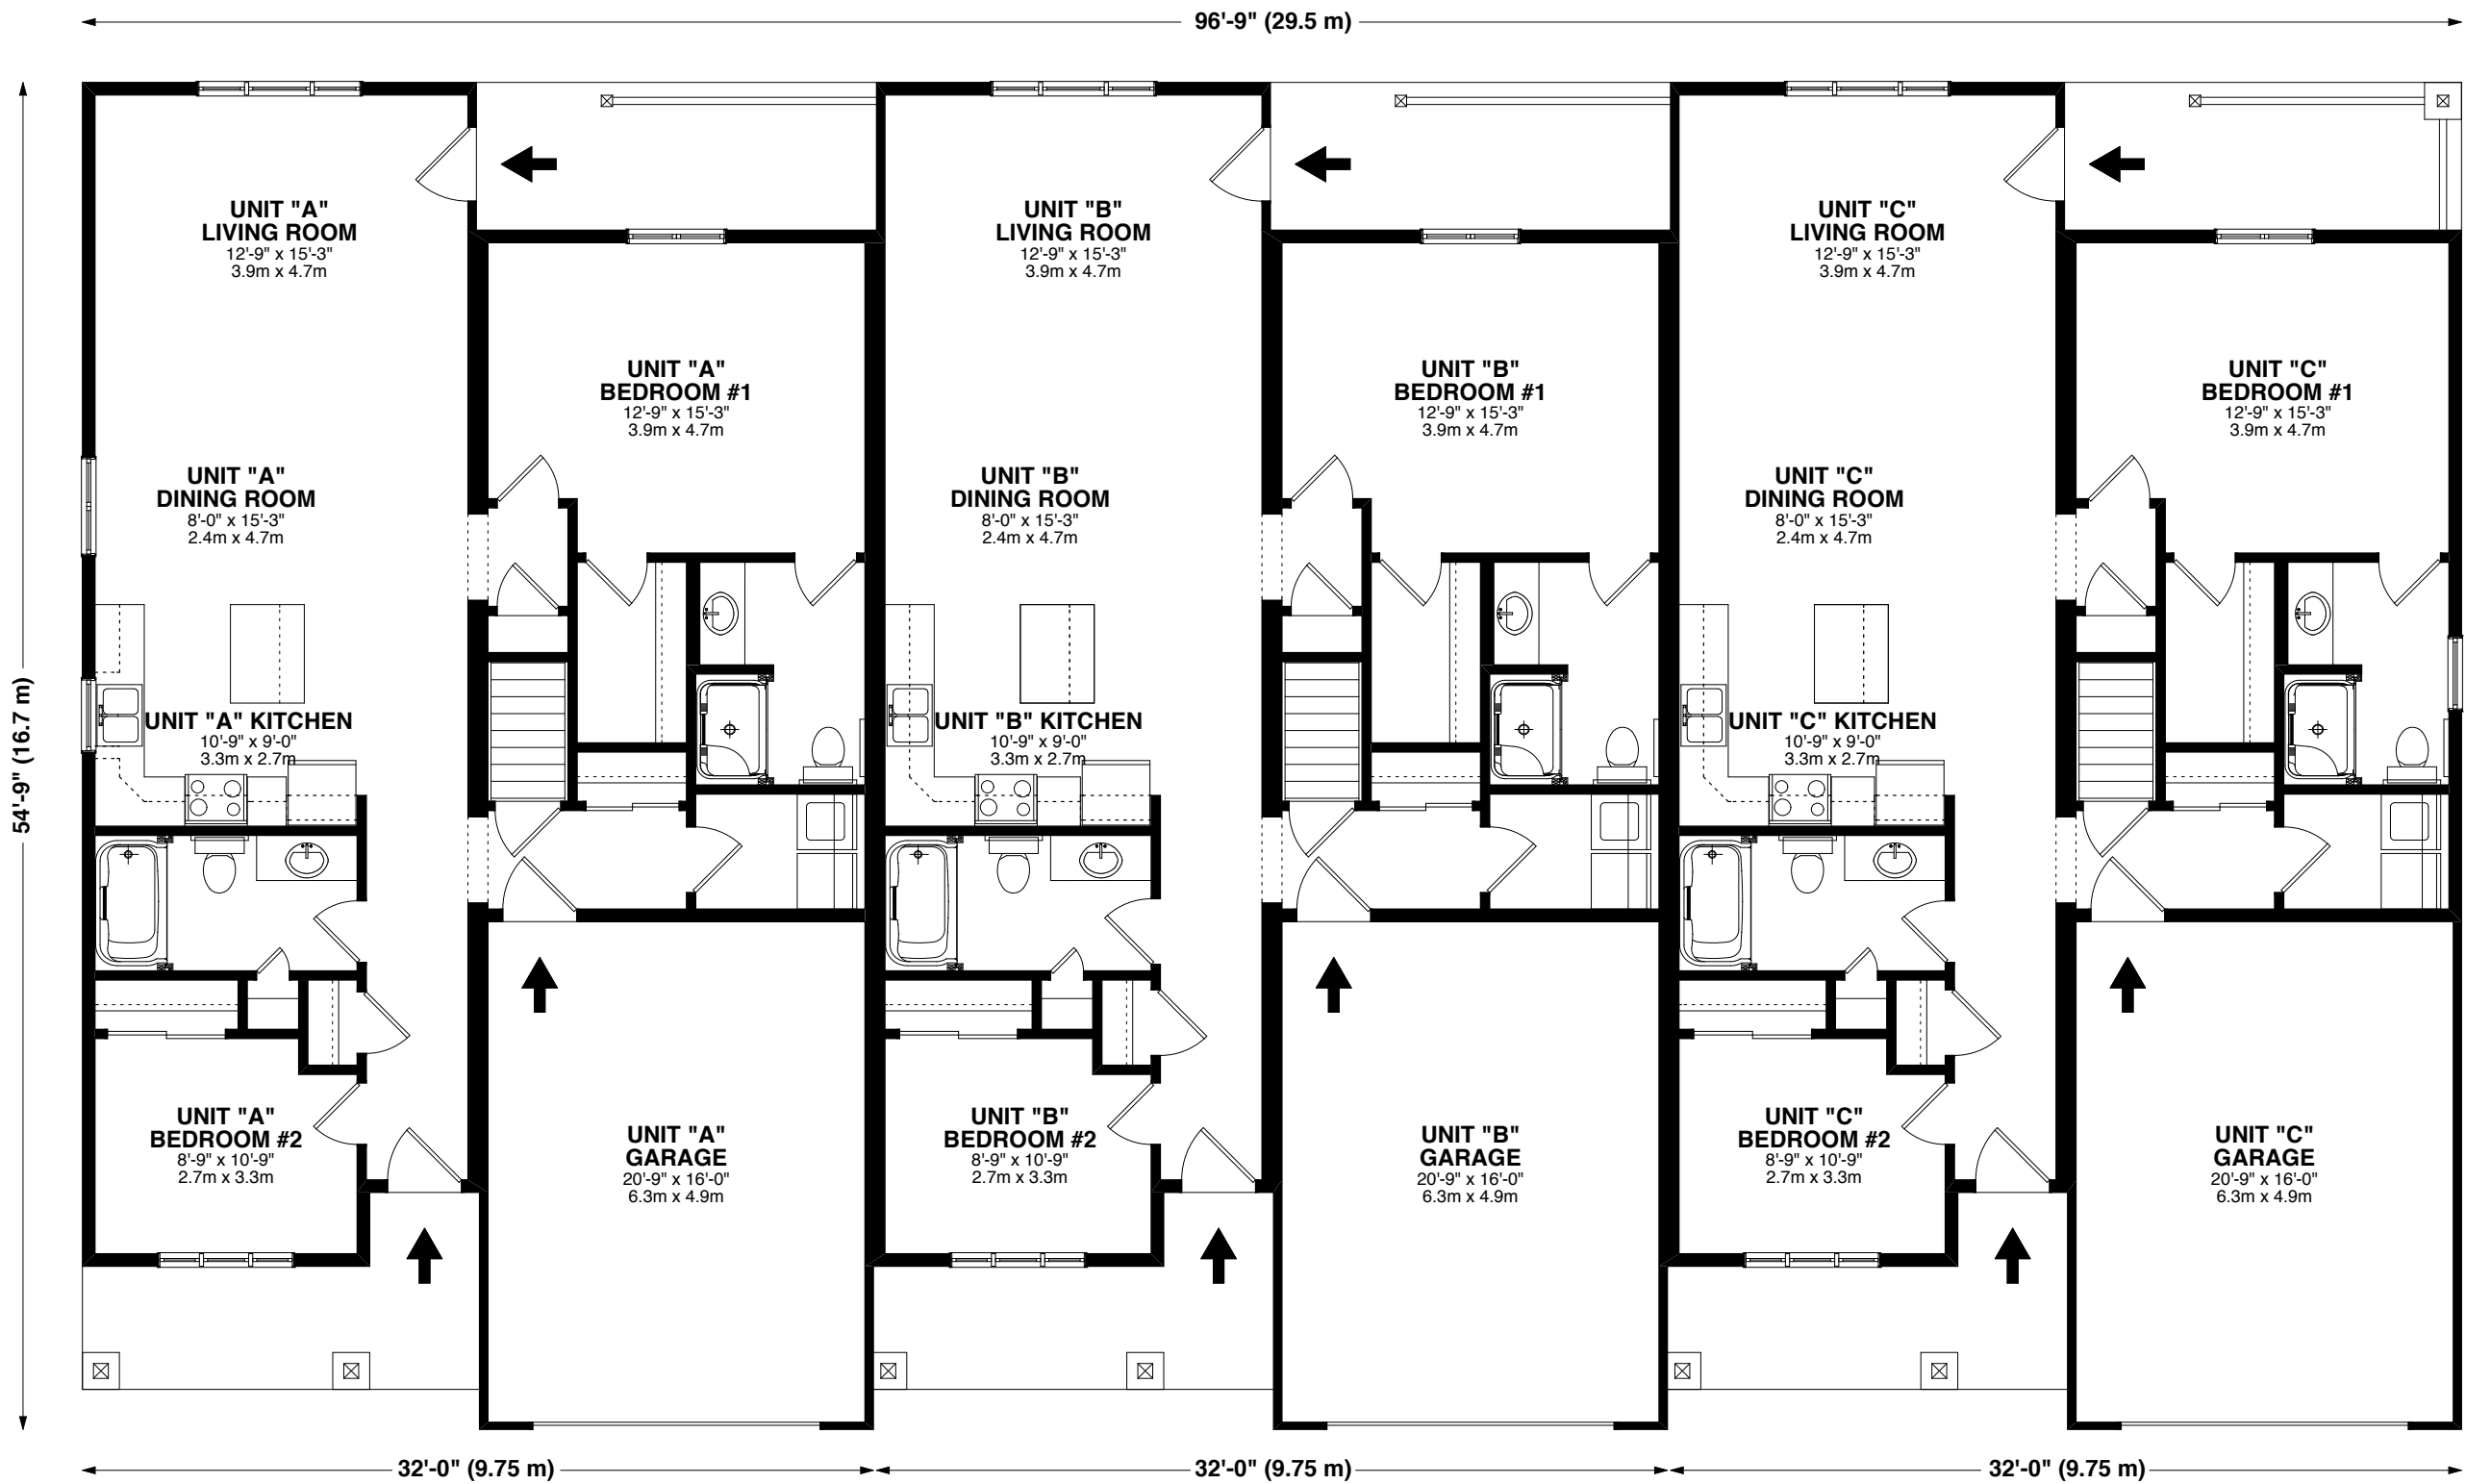 96'-9" (29.5 m)
UNIT "A"
LIVING ROOM
12'-9" x 15'-3"
3.9m x 4.7m
UNIT "B"
LIVING ROOM
12'-9" x 15'-3"
3.9m x 4.7m
UNIT "C"
LIVING ROOM
12'-9" x 15'-3"
3.9m x 4.7m
UNIT "A"
BEDROOM #1
12'-9" x 15'-3"
3.9m x 4.7m
UNIT "B"
BEDROOM #1
12'-9" x 15'-3"
3.9m x 4.7m
UNIT "C"
BEDROOM #1
12'-9" x 15'-3"
3.9m x 4.7m
UNIT "A"
DINING ROOM
8'-0" x 15'-3"
2.4m x 4.7m
UNIT "B"
DINING ROOM
8'-0" x 15'-3"
2.4m x 4.7m
UNIT "C"
DINING ROOM
8'-0" x 15'-3"
2.4m x 4.7m
54'-9" (16.7 m)
UNIT "A" KITCHEN
10'-9" x 9'-0"
3.3m x 2.7m
UNIT "B" KITCHEN
10'-9" x 9'-0"
3.3m x 2.7m
UNIT "C" KITCHEN
10'-9" x 9'-0"
3.3m x 2.7m
UNIT "A"
BEDROOM #2
8'-9" x 10'-9"
2.7m x 3.3m
UNIT "A"
GARAGE
20'-9" x 16'-0"
6.3m x 4.9m
UNIT "B"
BEDROOM #2
8'-9" x 10'-9"
2.7m x 3.3m
UNIT "B"
GARAGE
20'-9" x 16'-0"
6.3m x 4.9m
UNIT "C"
BEDROOM #2
8'-9" x 10'-9"
2.7m x 3.3m
UNIT "C"
GARAGE
20'-9" x 16'-0"
6.3m x 4.9m
32'-0" (9.75 m)
32'-0" (9.75 m)
32'-0" (9.75 m)